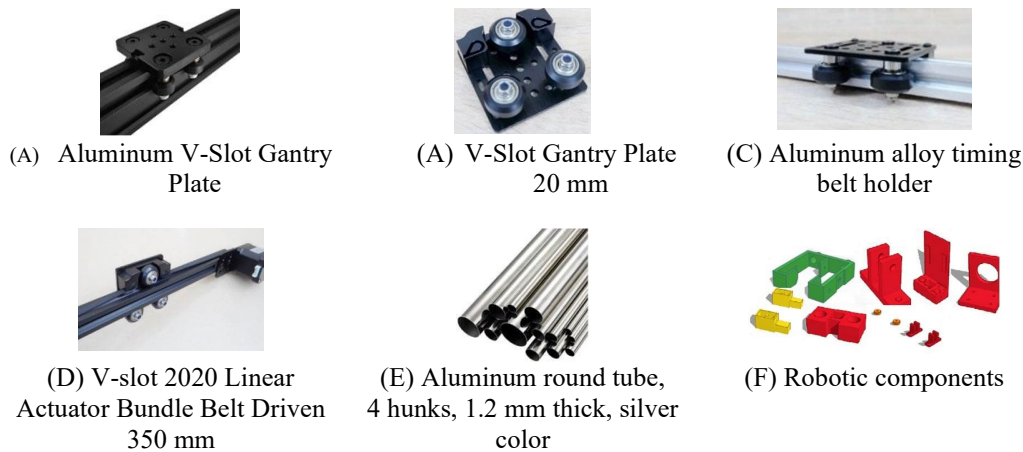 (A) Aluminum V-Slot Gantry
Plate
(A) V-Slot Gantry Plate
20 mm
(C) Aluminum alloy timing
belt holder
(D) V-slot 2020 Linear
Actuator Bundle Belt Driven
350 mm
(E) Aluminum round tube,
4 hunks, 1.2 mm thick, silver
color
(F) Robotic components